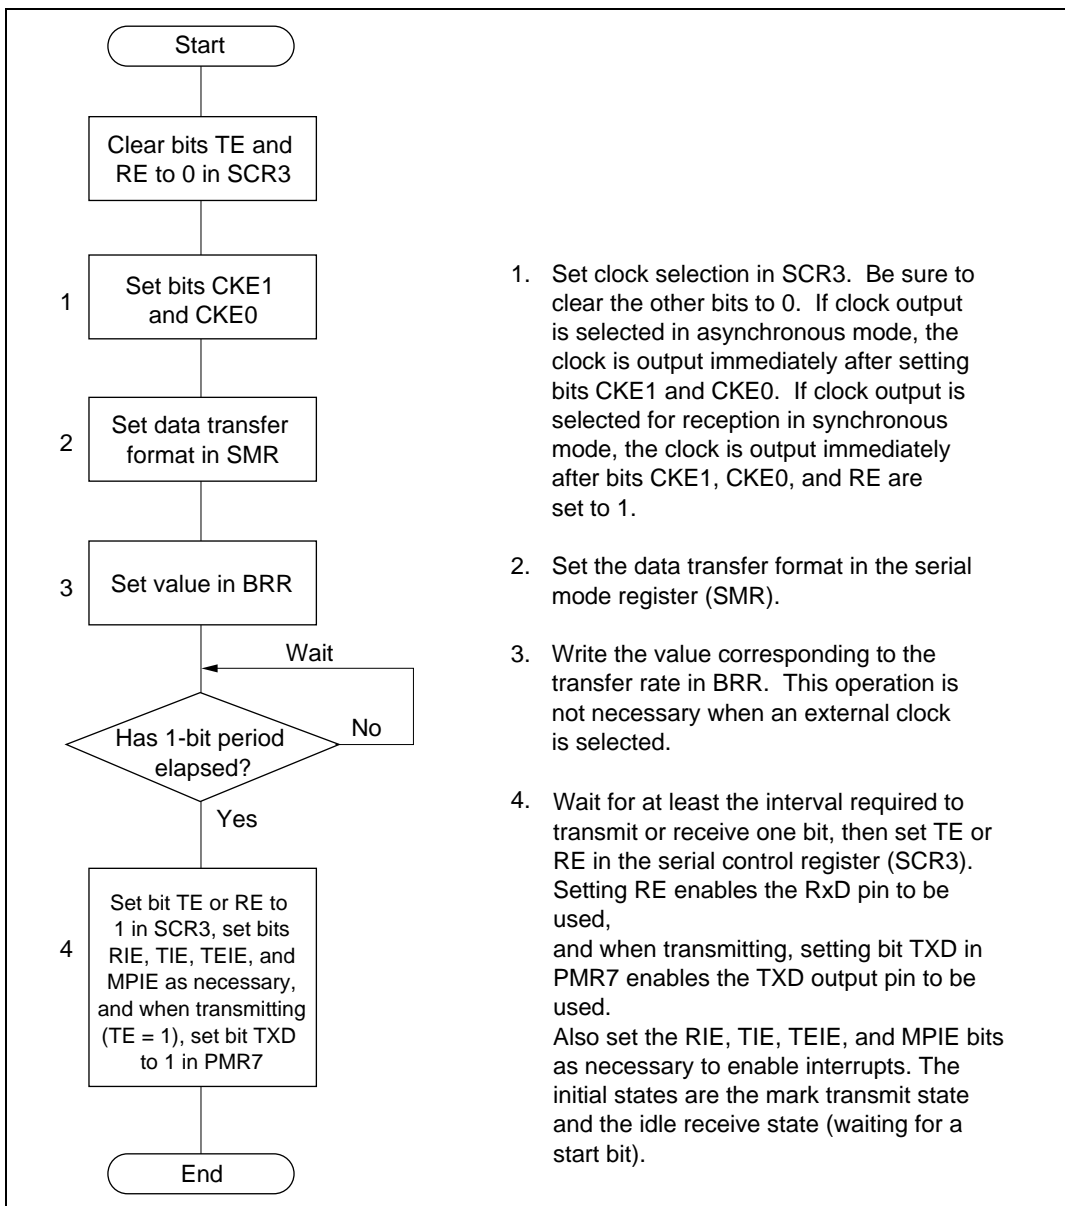 Start
Clear bits TE and
RE to 0 in SCR3
1
Set bits CKE1
and CKE0
2
Set data transfer
format in SMR
3
Set value in BRR
Wait
Has 1-bit period
elapsed?
No
Yes
4
Set bit TE or RE to
1 in SCR3, set bits
RIE, TIE, TEIE, and
MPIE as necessary,
and when transmitting
(TE = 1), set bit TXD
to 1 in PMR7
End
1. Set clock selection in SCR3. Be sure to
clear the other bits to 0. If clock output
is selected in asynchronous mode, the
clock is output immediately after setting
bits CKE1 and CKE0. If clock output is
selected for reception in synchronous
mode, the clock is output immediately
after bits CKE1, CKE0, and RE are
set to 1.
2. Set the data transfer format in the serial
mode register (SMR).
3. Write the value corresponding to the
transfer rate in BRR. This operation is
not necessary when an external clock
is selected.
4. Wait for at least the interval required to
transmit or receive one bit, then set TE or
RE in the serial control register (SCR3).
Setting RE enables the RxD pin to be
used,
and when transmitting, setting bit TXD in
PMR7 enables the TXD output pin to be
used.
Also set the RIE, TIE, TEIE, and MPIE bits
as necessary to enable interrupts. The
initial states are the mark transmit state
and the idle receive state (waiting for a
start bit).